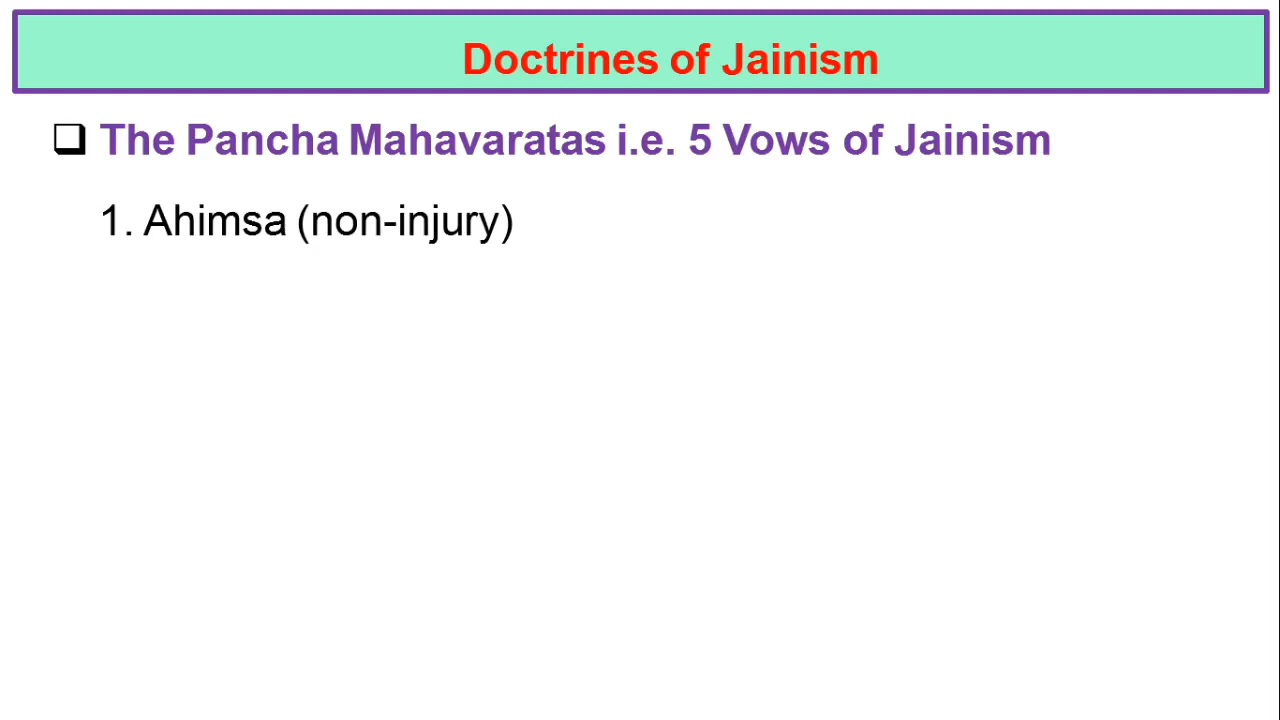 Doctrines of Jainism
The Pancha Mahavaratas i.e. 5 Vows of Jainism
1. Ahimsa (non-injury)